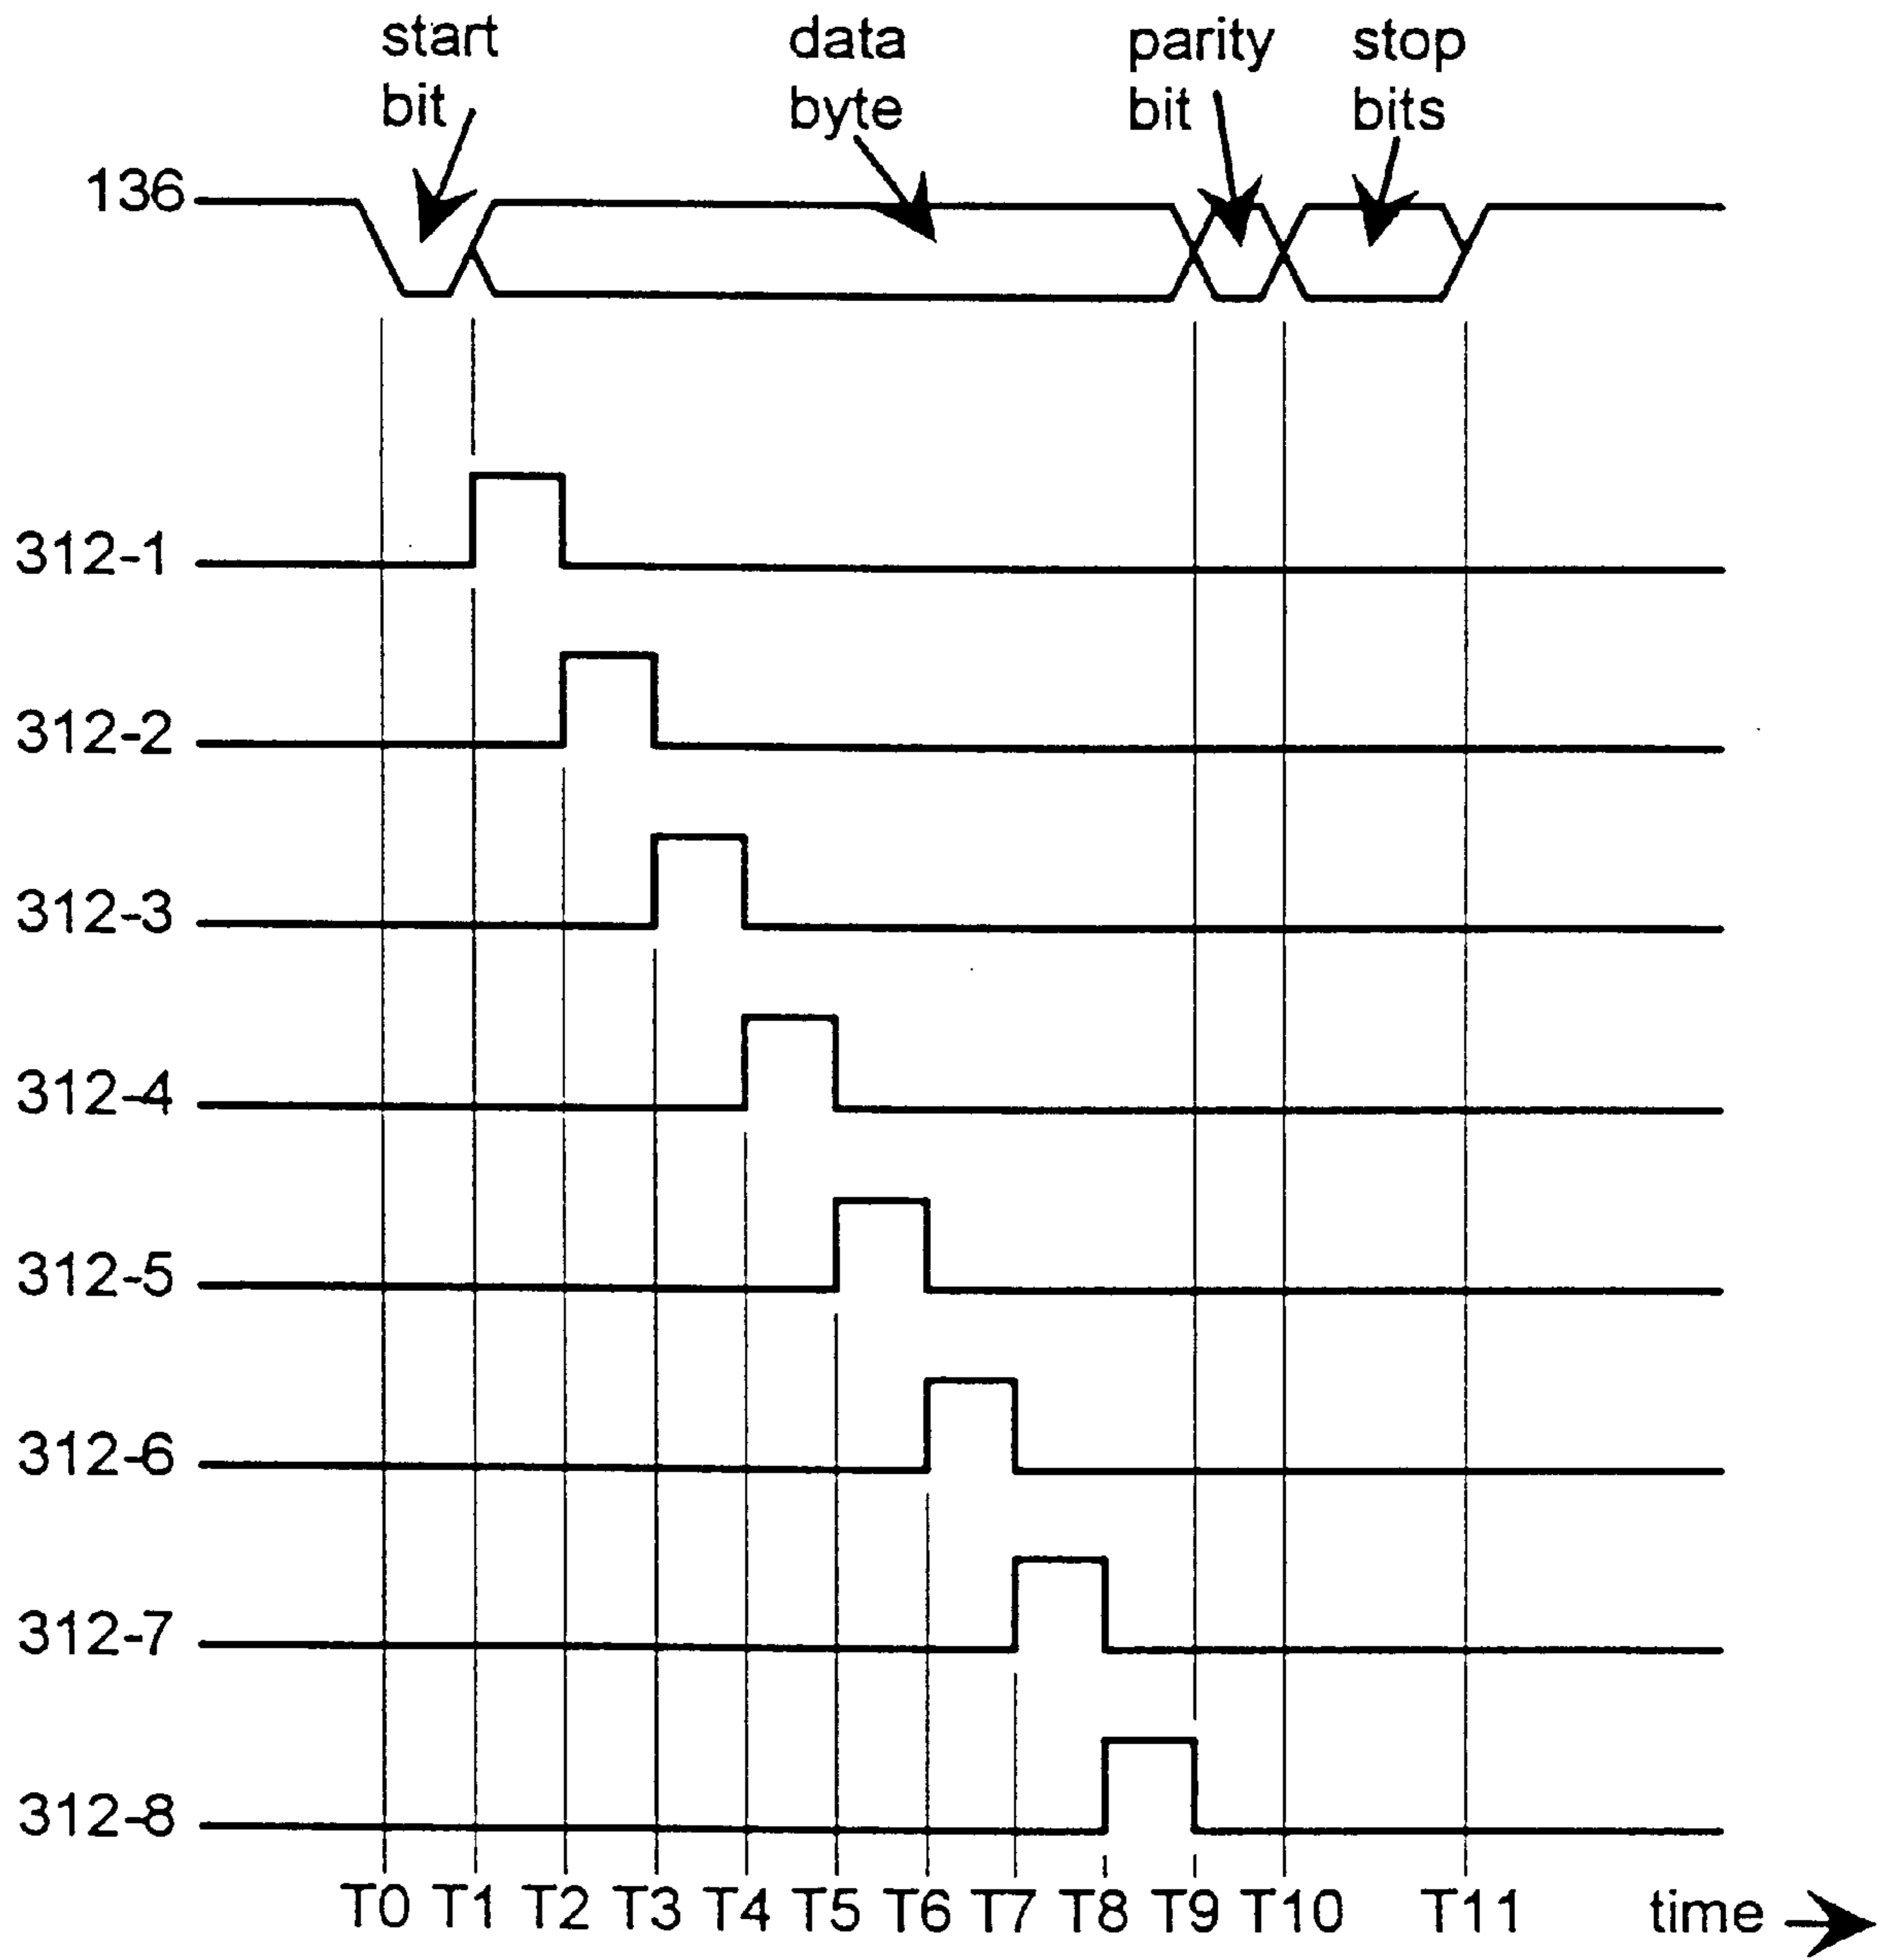 start
bit
data
byte
parity
bit
stop
bits
136
312-1
312-2
312-3
312-4
312-5
312-6
312-7
312-8
T0 T1 T2 T3 T4 T5 T6 T7 T8 T9 T10 T11 time